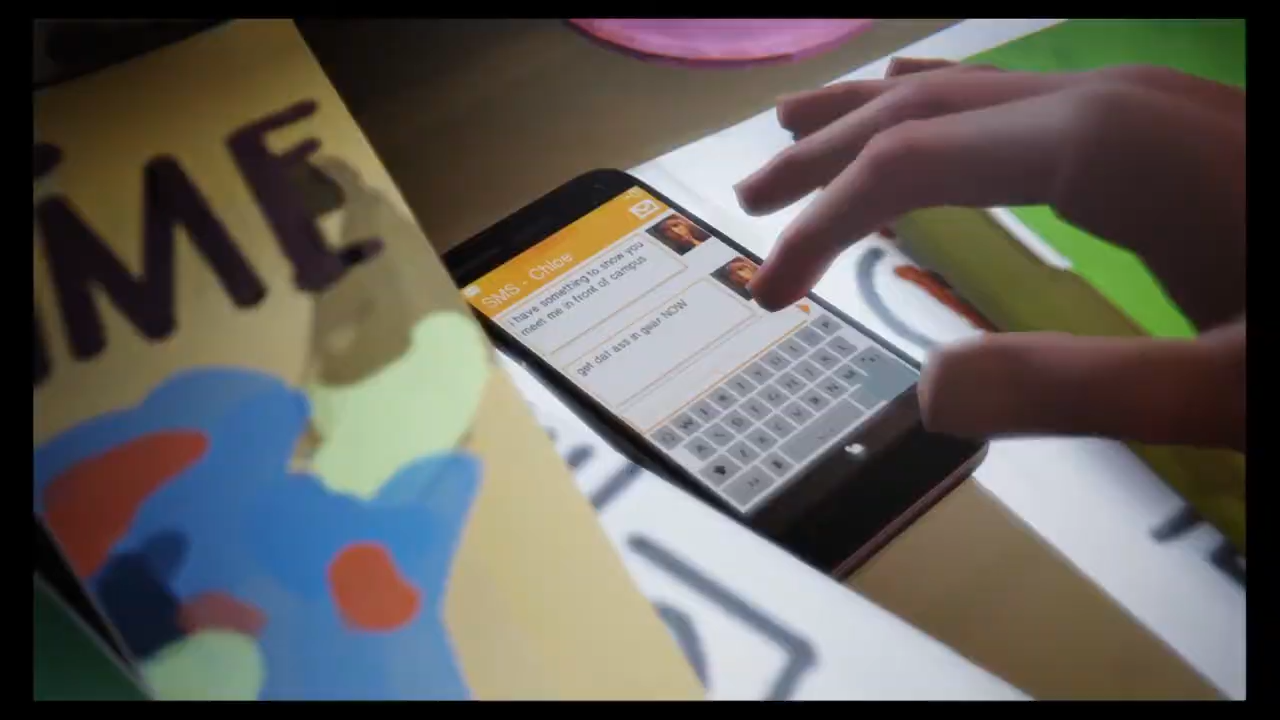 IME
SMS - Chloe
i have something to show you
meet me in front of campus
get dat ass in gear NOW